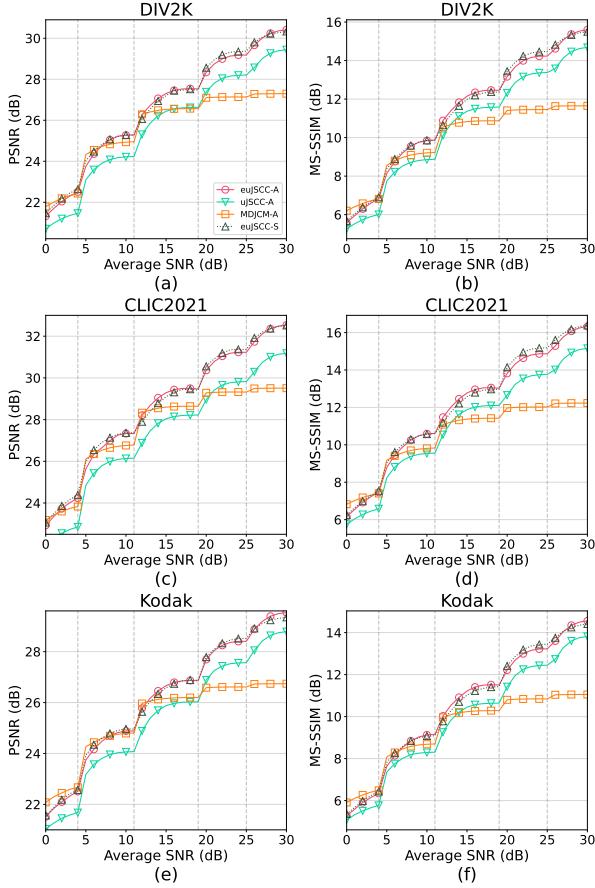 DIV2K
PSNR (dB)
30
28
26
24
22
euJSCC-A
uJSCC-A
MDJCM-A
euJSCC-S
0 5 10 15 20 25 30
Average SNR (dB)
(a)
DIV2K
MS-SSIM (dB)
16
14
12
10
8
6
0 5 10 15 20 25 30
Average SNR (dB)
(b)
CLIC2021
PSNR (dB)
32
30
28
26
24
0 5 10 15 20 25 30
Average SNR (dB)
(c)
CLIC2021
MS-SSIM (dB)
16
14
12
10
8
6
0 5 10 15 20 25 30
Average SNR (dB)
(d)
Kodak
PSNR (dB)
28
26
24
22
0 5 10 15 20 25 30
Average SNR (dB)
(e)
Kodak
MS-SSIM (dB)
14
12
10
8
6
0 5 10 15 20 25 30
Average SNR (dB)
(f)